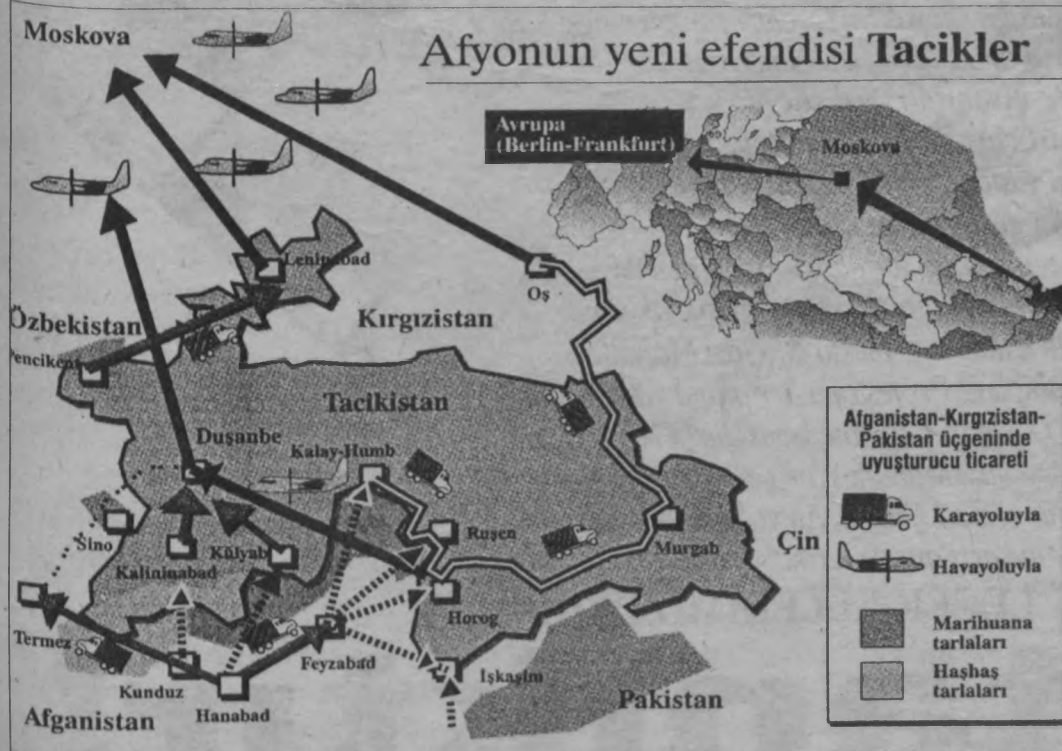 Afyonun yeni efendisi Tacikler
Moskova
Avrupa
(Berlin-Frankfurt)
Moskova
Leninabad
Oş
Özbekistan
Kırgızistan
Pencikent
Tacikistan
Duşanbe
Kalay-Humb
Sino
Kalininabad
Külyab
Ruşen
Murgab
Çin
Horog
Termez
Kunduz
Feyzabad
İşkaşim
Hanabad
Pakistan
Afganistan
Afganistan-Kırgızistan-
Pakistan üçgeninde
uyuşturucu ticareti
Karayoluyla
Havayoluyla
Marihuana
tarlaları
Haşhaş
tarlaları